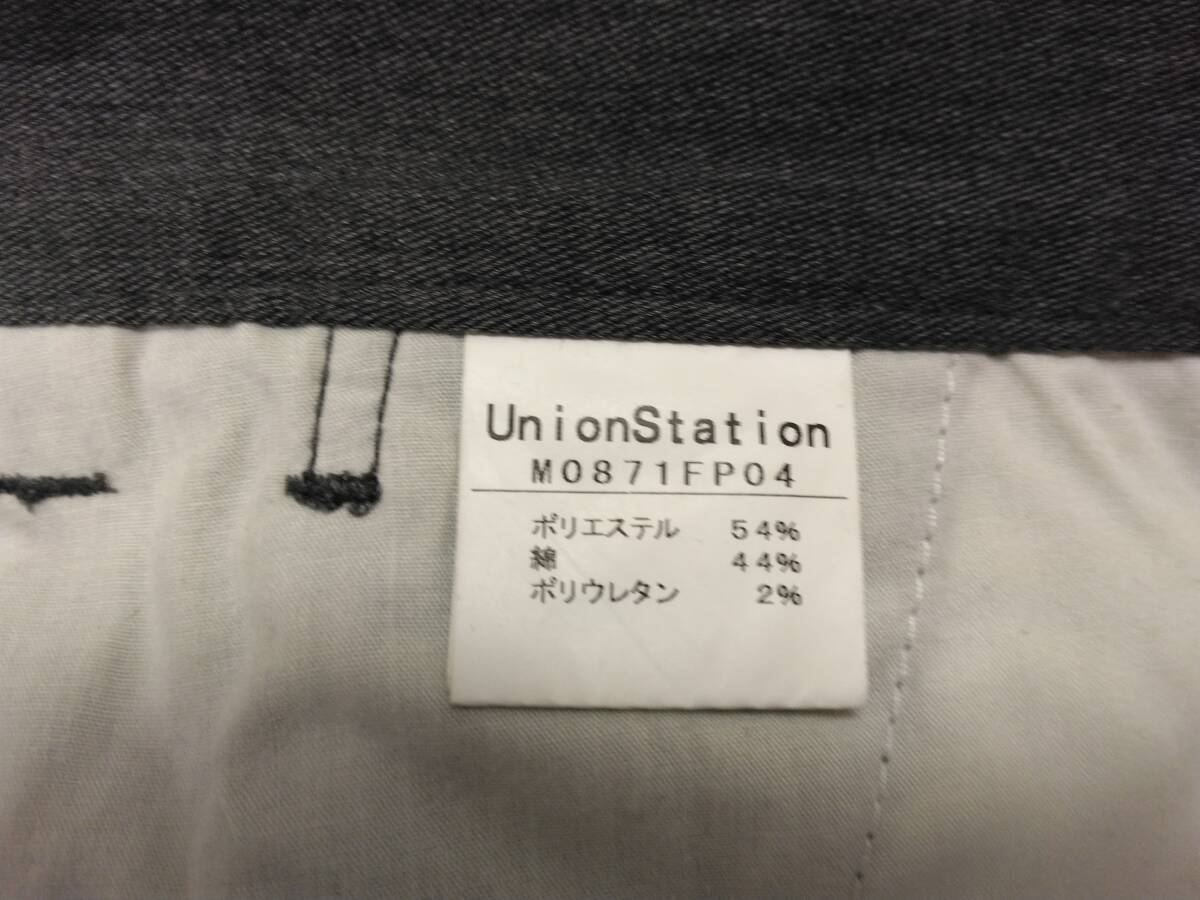 UnionStation
M0871FP04
ポリエステル 54%
綿 44%
ポリウレタン 2%